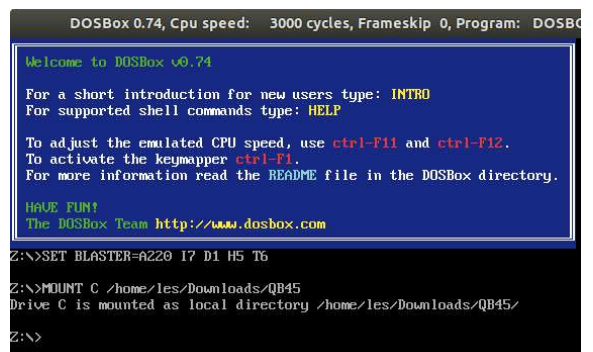 DOSBox 0.74, Cpu speed: 3000 cycles, Frameskip 0, Program: DOSBO
Welcome to DOSBox v0.74
For a short introduction for new users type: INTRO
For supported shell commands type: HELP
To adjust the emulated CPU speed, use ctrl-F11 and ctrl-F12.
To activate the keymapper ctrl-F1.
For more information read the README file in the DOSBox directory.
HAVE FUN!
The DOSBox Team http://www.dosbox.com
Z:\>SET BLASTER=A220 I7 D1 H5 T6
Z:\>MOUNT C /home/les/Downloads/QB45
Drive C is mounted as local directory /home/les/Downloads/QB45/
Z:\>